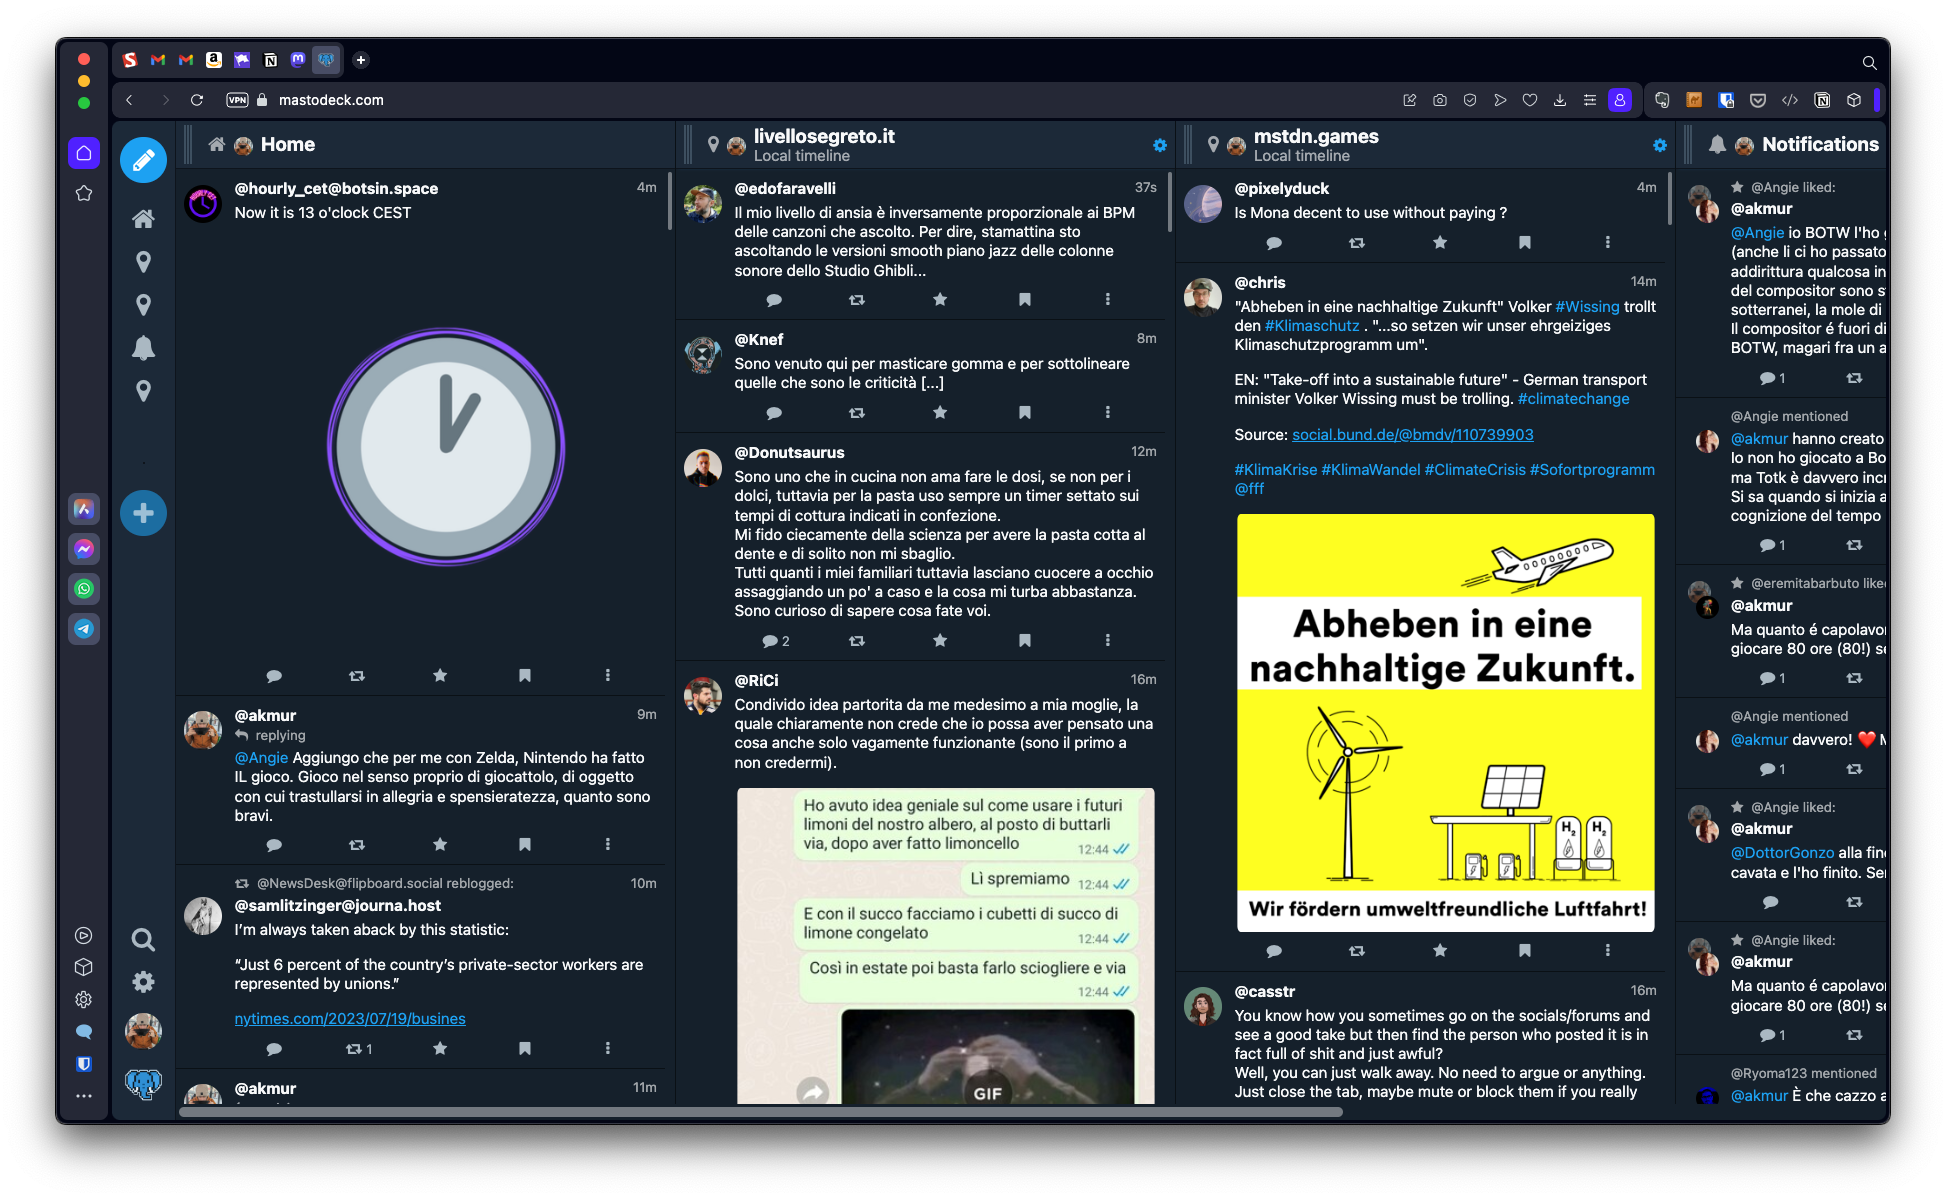 VPN mastodeck.com
Home
@hourly_cet@botsin.space 4m
Now it is 13 o'clock CEST
@akmur 9m
replying
@Angie Aggiungo che per me con Zelda, Nintendo ha fatto
IL gioco. Gioco nel senso proprio di giocattolo, di oggetto
con cui trastullarsi in allegria e spensieratezza, quanto sono
bravi.
@NewsDesk@flipboard.social reblogged: 10m
@samlitzinger@journa.host
I'm always taken aback by this statistic:
“Just 6 percent of the country's private-sector workers are
represented by unions.”
nytimes.com/2023/07/19/busines
1
@akmur 11m
livellosegreto.it
Local timeline
@edofaravelli 37s
Il mio livello di ansia è inversamente proporzionale ai BPM
delle canzoni che ascolto. Per dire, stamattina sto
ascoltando le versioni smooth piano jazz delle colonne
sonore dello Studio Ghibli...
@Knef 8m
Sono venuto qui per masticare gomma e per sottolineare
quelle che sono le criticità [...]
@Donutsaurus 12m
Sono uno che in cucina non ama fare le dosi, se non per i
dolci, tuttavia per la pasta uso sempre un timer settato sui
tempi di cottura indicati in confezione.
Mi fido ciecamente della scienza per avere la pasta cotta al
dente e di solito non mi sbaglio.
Tutti quanti i miei familiari tuttavia lasciano cuocere a occhio
assaggiando un po' a caso e la cosa mi turba abbastanza.
Sono curioso di sapere cosa fate voi.
2
@RiCi 16m
Condivido idea partorita da me medesimo a mia moglie, la
quale chiaramente non crede che io possa aver pensato una
cosa anche solo vagamente funzionante (sono il primo a
non credermi).
Ho avuto idea geniale sul come usare i futuri
limoni del nostro albero, al posto di buttarli
via, dopo aver fatto limoncello 12:44
Lì spremiamo 12:44
E con il succo facciamo i cubetti di succo di
limone congelato 12:44
Così in estate poi basta farlo sciogliere e via
12:44
GIF
mstdn.games
Local timeline
@pixelyduck 4m
Is Mona decent to use without paying ?
@chris 14m
"Abheben in eine nachhaltige Zukunft" Volker #Wissing trollt
den #Klimaschutz . "...so setzen wir unser ehrgeiziges
Klimaschutzprogramm um".
EN: "Take-off into a sustainable future" - German transport
minister Volker Wissing must be trolling. #climatechange
Source: social.bund.de/@bmdv/110739903
#KlimaKrise #KlimaWandel #ClimateCrisis #Sofortprogramm
@fff
Abheben in eine
nachhaltige Zukunft.
H2 H2
Wir fördern umweltfreundliche Luftfahrt!
@casstr 16m
You know how you sometimes go on the socials/forums and
see a good take but then find the person who posted it is in
fact full of shit and just awful?
Well, you can just walk away. No need to argue or anything.
Just close the tab, maybe mute or block them if you really
Notifications
@Angie liked:
@akmur
@Angie io BOTW l'ho
(anche li ci ho passato
addirittura qualcosa in
del compositor sono
sotterranei, la mole di
Il compositor é fuori di
BOTW, magari fra un a
1
@Angie mentioned
@akmur hanno creato
Io non ho giocato a Bo
ma Totk è davvero incr
Si sa quando si inizia a
cognizione del tempo
1
@eremitabarbuto like
@akmur
Ma quanto é capolavo
giocare 80 ore (80!) se
1
@Angie mentioned
@akmur davvero! ❤️
1
@Angie liked:
@akmur
@DottorGonzo alla fin
cavata e l'ho finito. Se
@Angie liked:
@akmur
Ma quanto é capolavo
giocare 80 ore (80!) se
1
@Ryoma123 mentioned
@akmur È che cazzo a